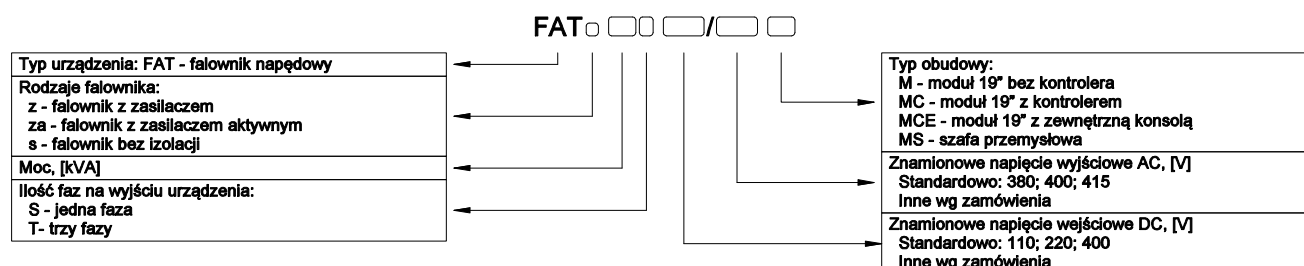 FAT /
Typ urządzenia: FAT - falownik napędowy
Rodzaje falownika:
z - falownik z zasilaczem
za - falownik z zasilaczem aktywnym
s - falownik bez izolacji
Moc, [kVA]
Ilość faz na wyjściu urządzenia:
S - jedna faza
T- trzy fazy
Typ obudowy:
M - moduł 19" bez kontrolera
MC - moduł 19" z kontrolerem
MCE - moduł 19" z zewnętrzną konsolą
MS - szafa przemysłowa
Znamionowe napięcie wyjściowe AC, [V]
Standardowo: 380; 400; 415
Inne wg zamówienia
Znamionowe napięcie wejściowe DC, [V]
Standardowo: 110; 220; 400
Inne wg zamówienia